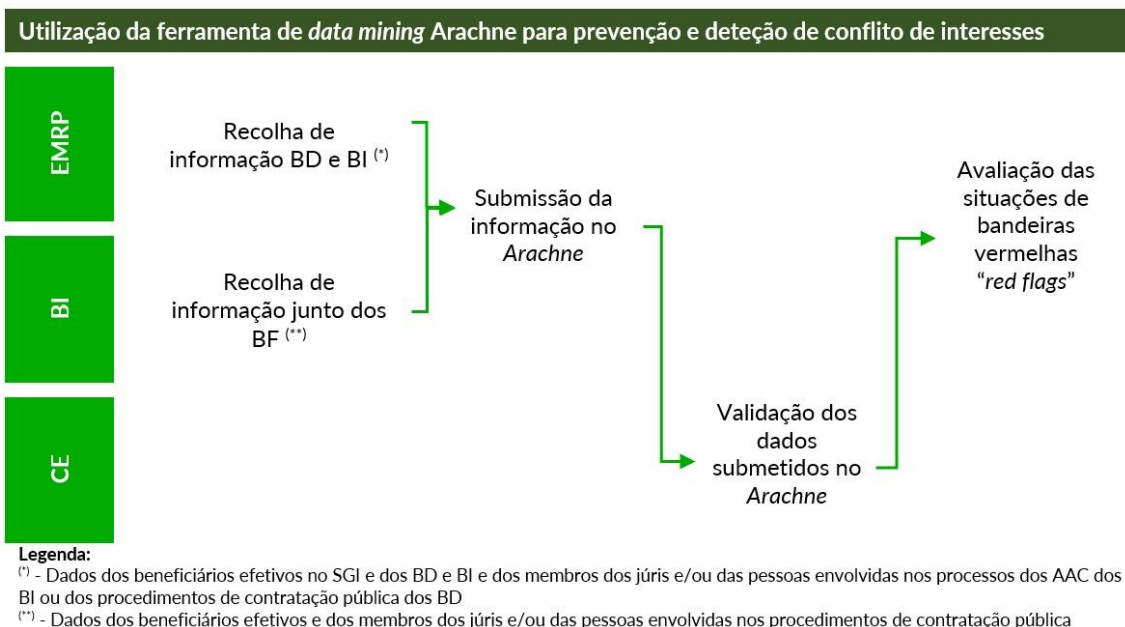 Utilização da ferramenta de data mining Arachne para prevenção e deteção de conflito de interesses
EMRP
Recolha de
informação BD e BI (*)
BI
Recolha de
informação junto dos
BF (**)
CE
Submissão da
informação no
Arachne
Validação dos
dados
submetidos no
Arachne
Avaliação das
situações de
bandeiras
vermelhas
“red flags”
Legenda:
(*) - Dados dos beneficiários efetivos no SGI e dos BD e BI e dos membros dos júris e/ou das pessoas envolvidas nos processos dos AAC dos
BI ou dos procedimentos de contratação pública dos BD
(**) - Dados dos beneficiários efetivos e dos membros dos júris e/ou das pessoas envolvidas nos procedimentos de contratação pública